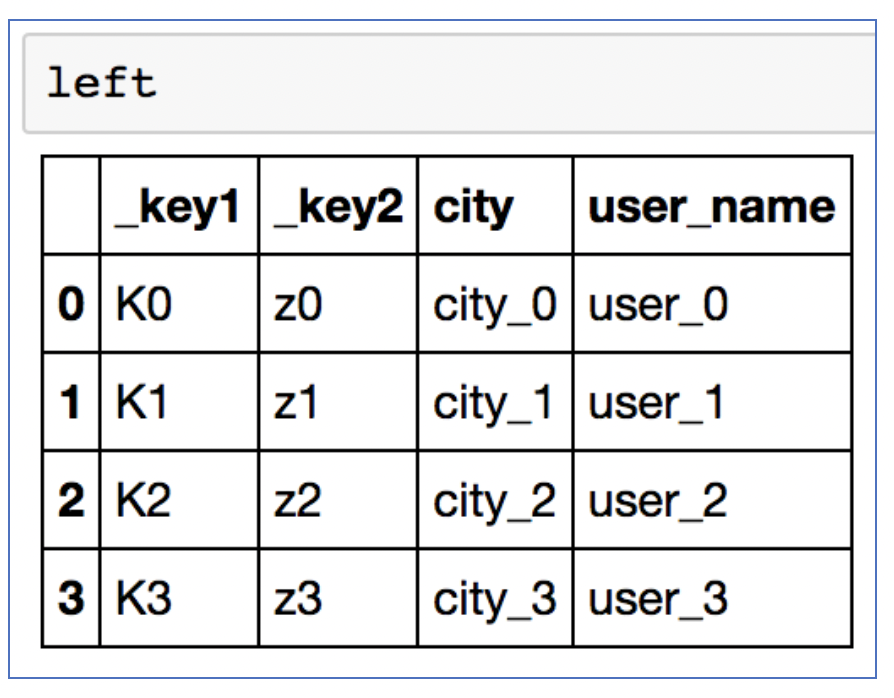 left
_key1 _key2 city user_name
0 K0 z0 city_0 user_0
1 K1 z1 city_1 user_1
2 K2 z2 city_2 user_2
3 K3 z3 city_3 user_3